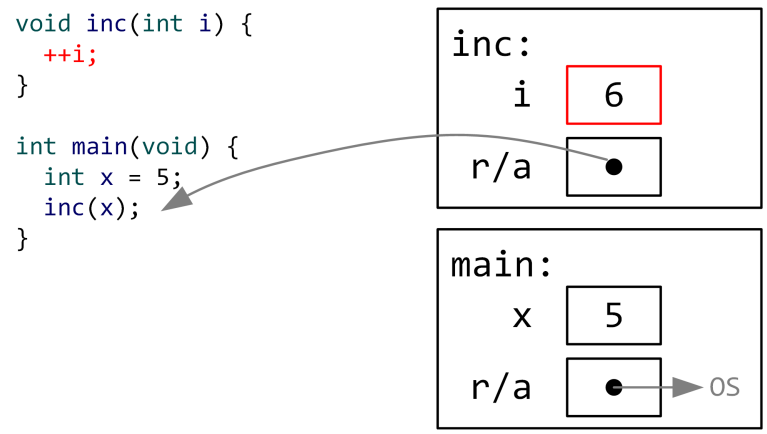 void inc(int i) {
  ++i;
}
int main(void) {
  int x = 5;
  inc(x);
}
inc:
i 6
r/a
main:
x 5
r/a OS